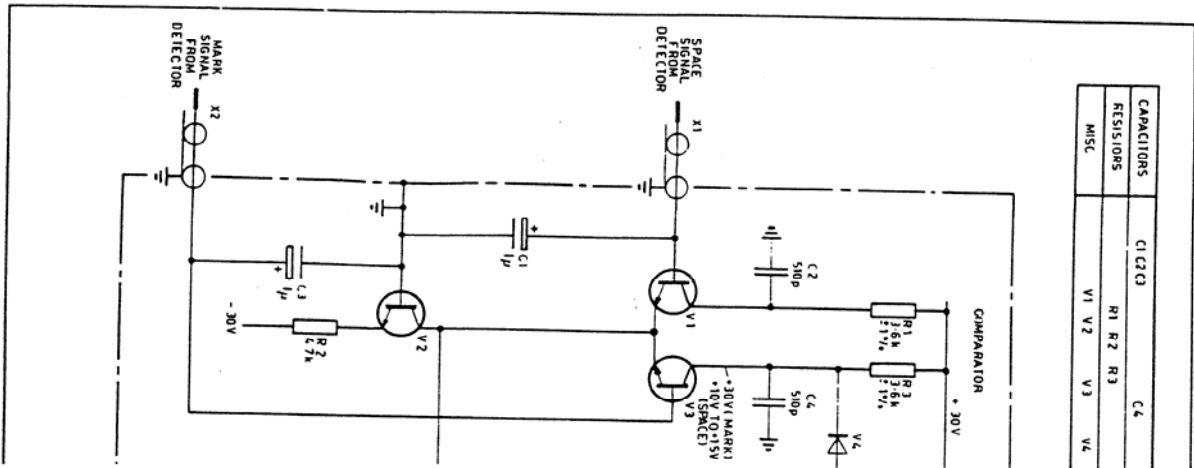 CAPACITORS C1 C2 C3 C4
RESISTORS R1 R2 R3
MISC V1 V2 V3 V4
COMPARATOR
+ 30V
R1
3·6k
±1%
R3
3·6k
±1%
C2
510p
C4
510p
V4
+30V(MARK)
+10V TO +15V
(SPACE)
V1
V3
SPACE
SIGNAL
FROM
DETECTOR
X1
C1
1µ
V2
C3
1µ
R2
4·7k
-30V
MARK
SIGNAL
FROM
DETECTOR
X2